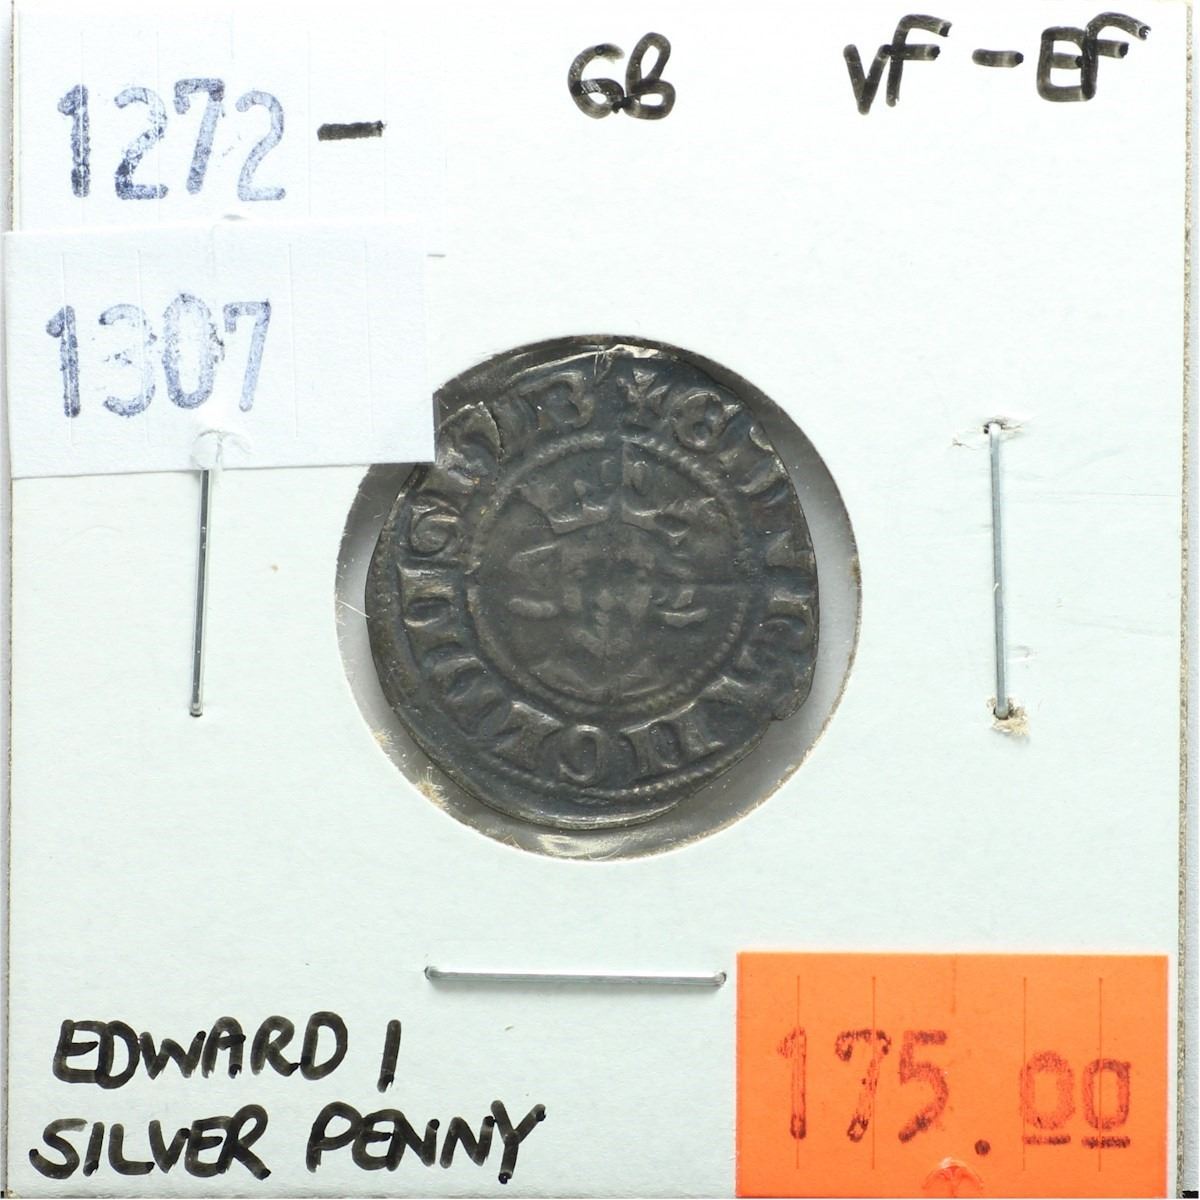 1272 -
GB VF - EF
1307
EDWARD I
SILVER PENNY
175.00